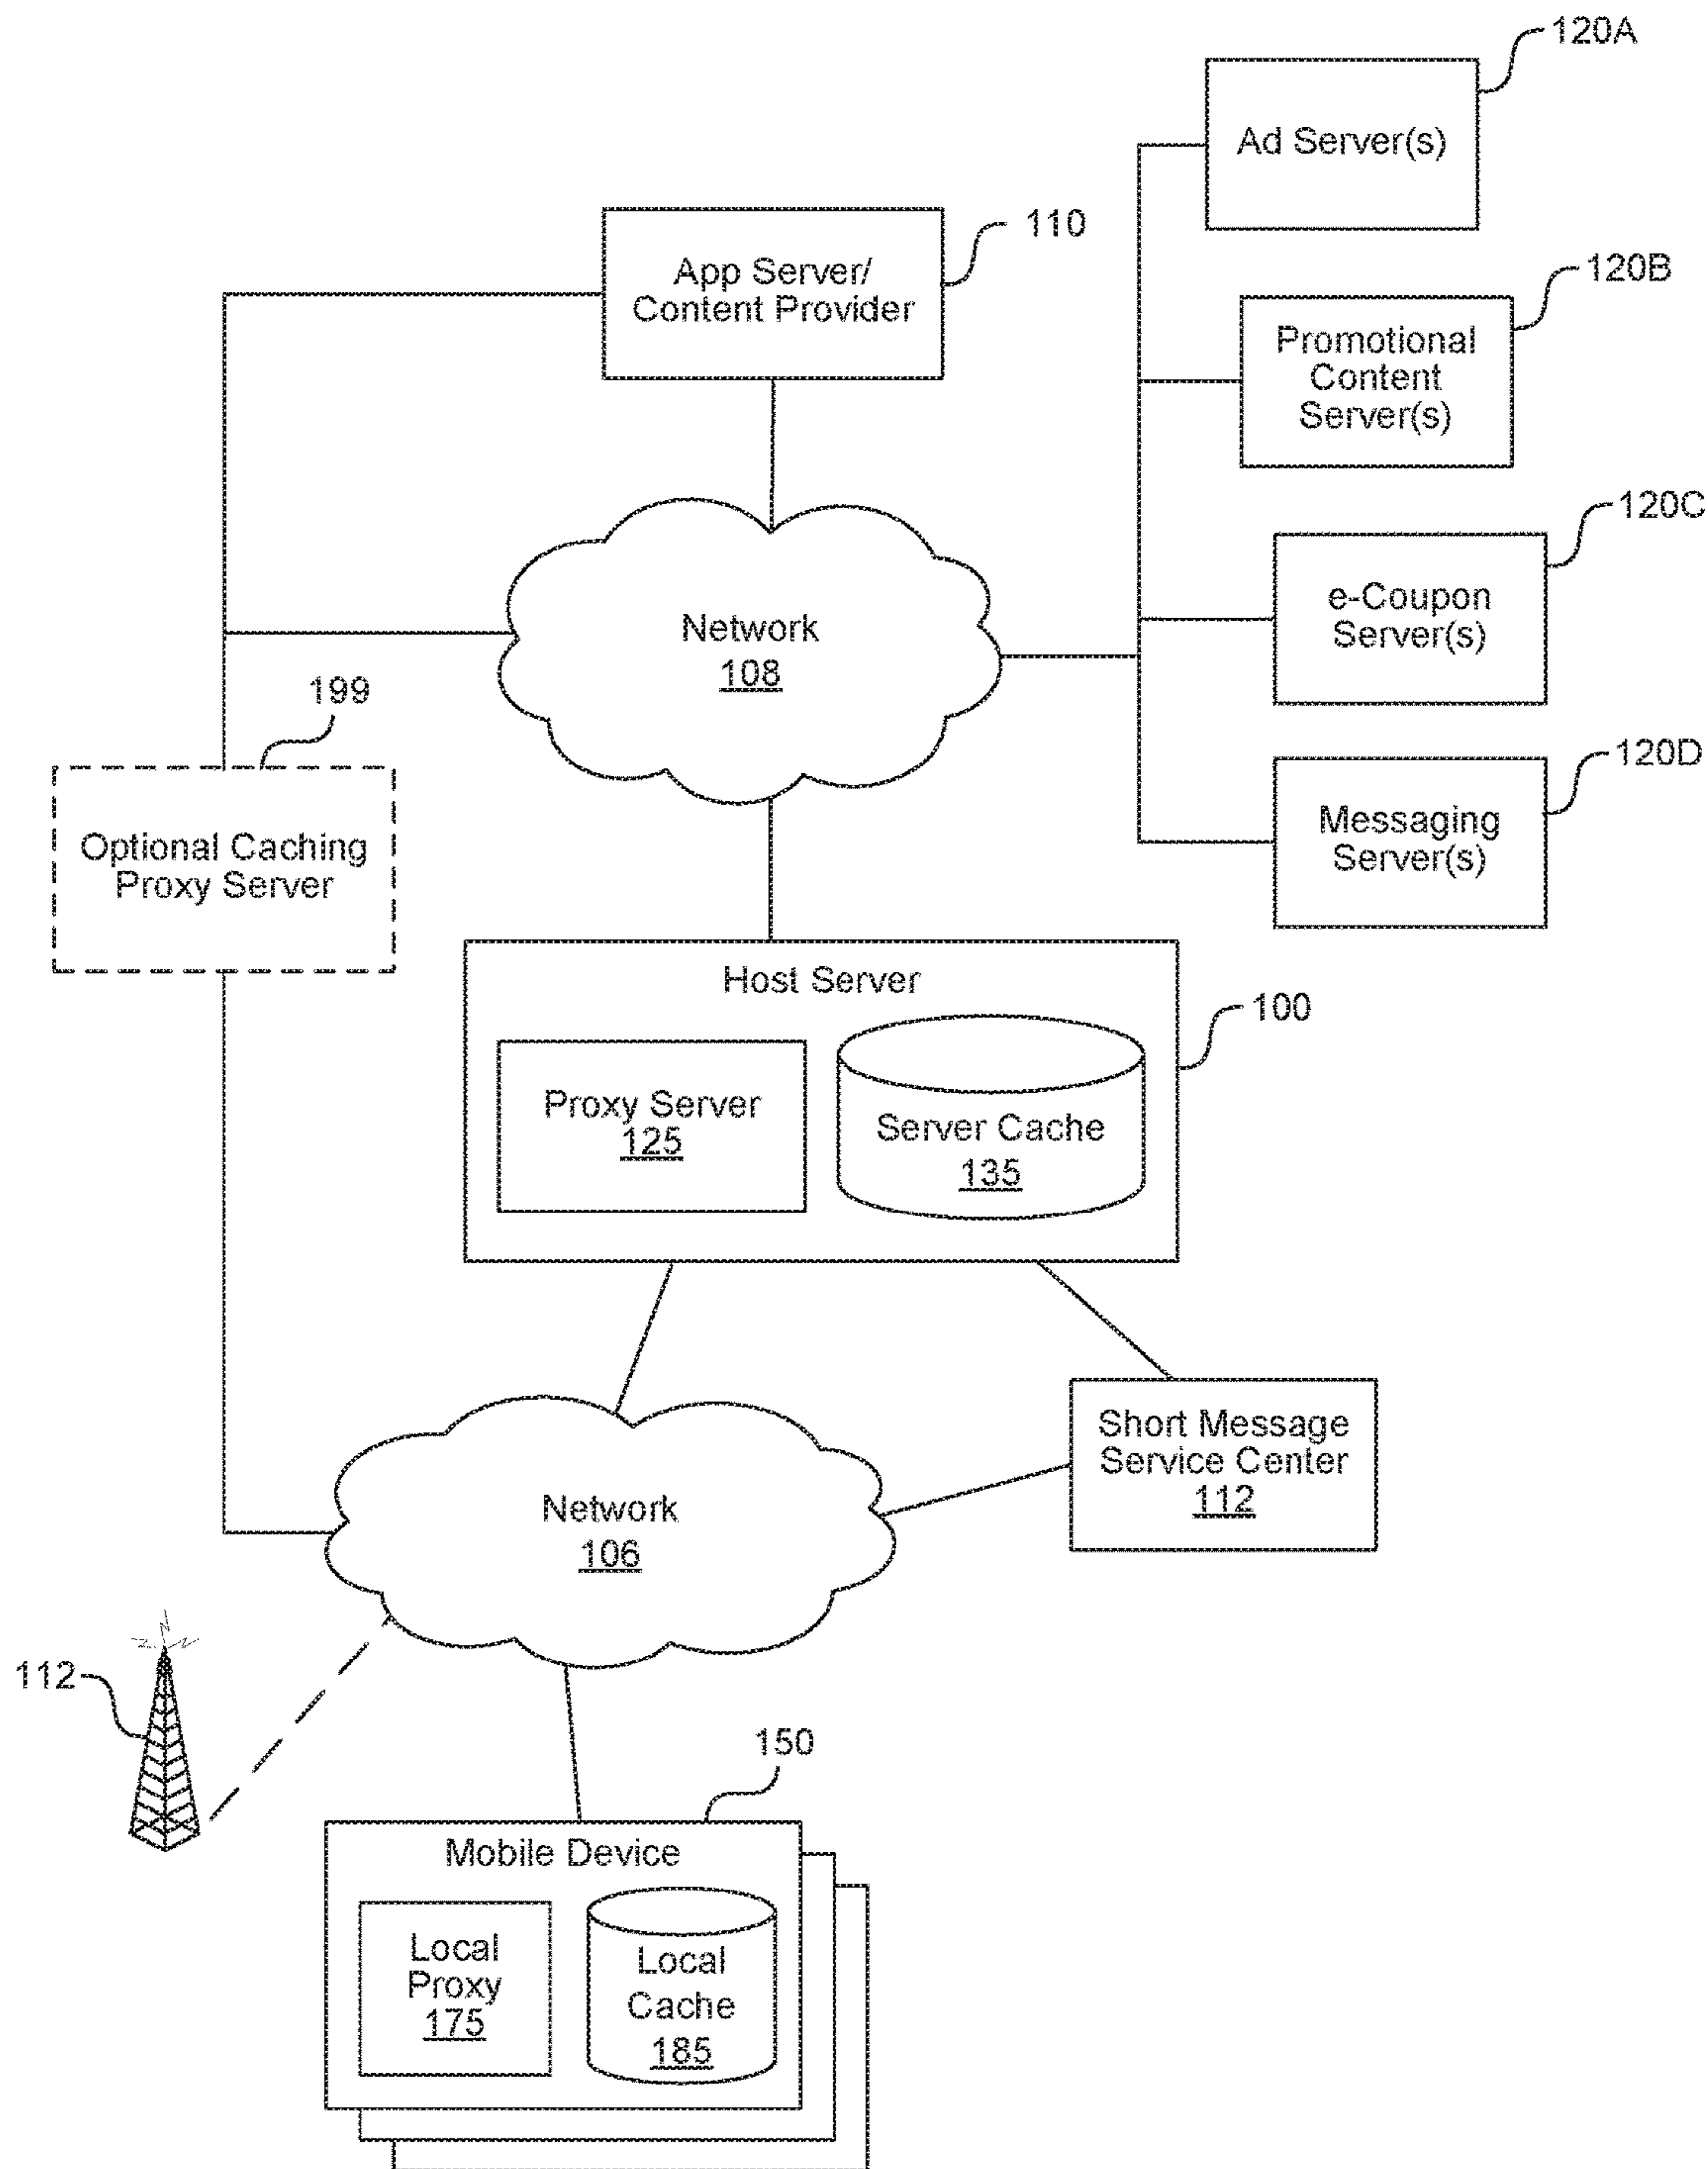 120A
Ad Server(s)
110
App Server/
Content Provider
120B
Promotional
Content
Server(s)
120C
e-Coupon
Server(s)
Network
108
199
120D
Messaging
Server(s)
Optional Caching
Proxy Server
Host Server
100
Proxy Server
125
Server Cache
135
Short Message
Service Center
112
Network
106
112
150
Mobile Device
Local
Proxy
175
Local
Cache
185